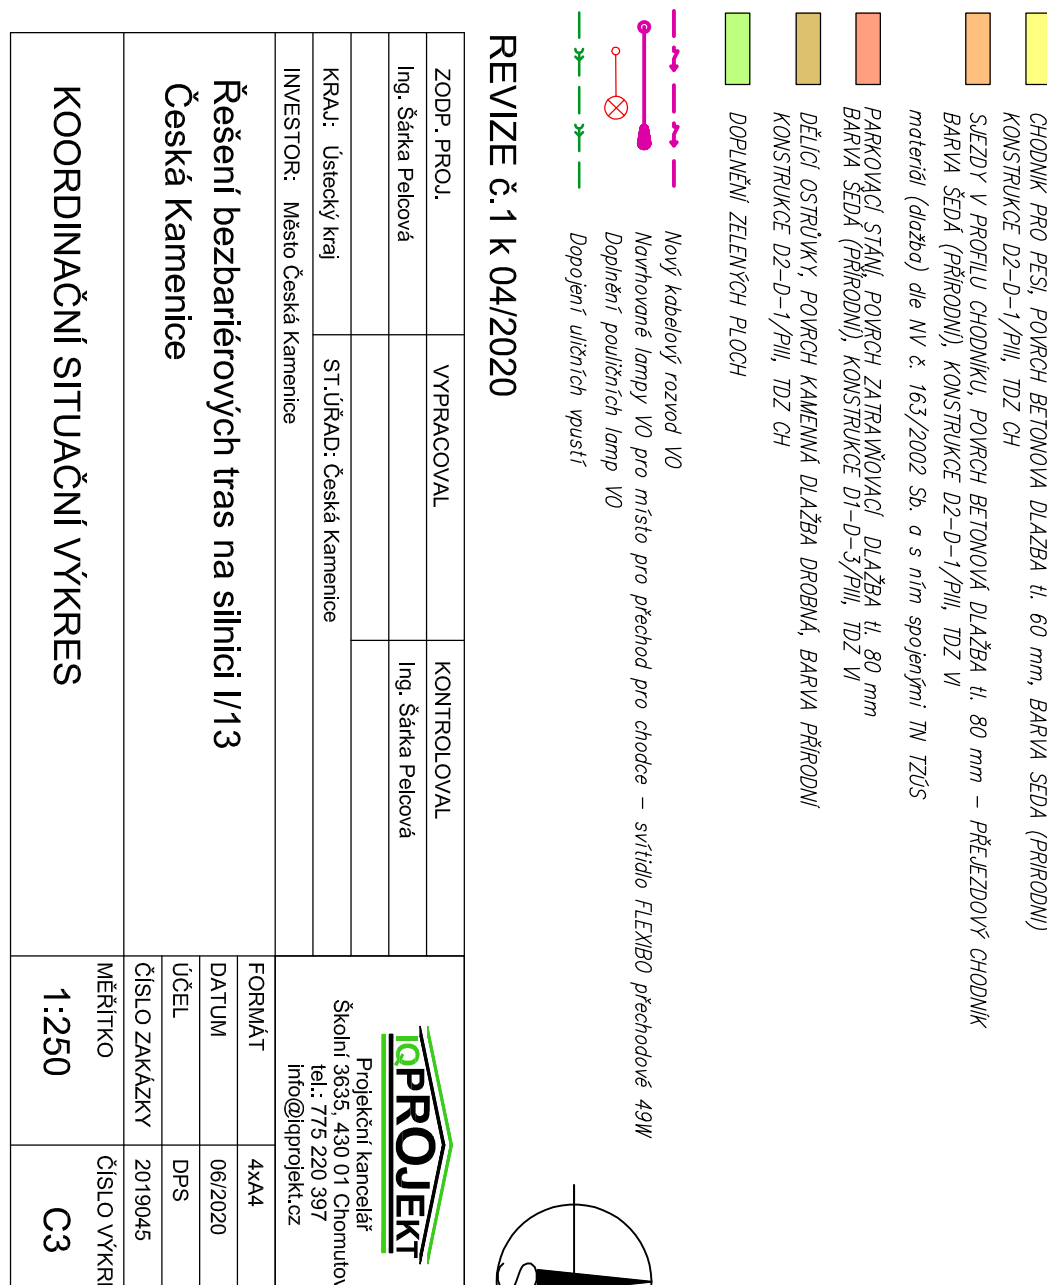 CHODNÍK PRO PĚSÍ, POVRCH BETONOVÁ DLAŽBA tl. 60 mm, BARVA ŠEDÁ (PŘÍRODNÍ)
KONSTRUKCE D2-D-1/PIII, TDZ CH
SJEZDY V PROFILU CHODNÍKU, POVRCH BETONOVÁ DLAŽBA tl. 80 mm – PŘEJEZDOVÝ CHODNÍK
BARVA ŠEDÁ (PŘÍRODNÍ), KONSTRUKCE D2-D-1/PIII, TDZ VI
materiál (dlažba) dle NV č. 163/2002 Sb. a s ním spojenými TN TZÚS
PARKOVACÍ STÁNÍ, POVRCH ZATRAVŇOVACÍ DLAŽBA tl. 80 mm
BARVA ŠEDÁ (PŘÍRODNÍ), KONSTRUKCE D1-D-3/PIII, TDZ VI
DĚLÍCÍ OSTRŮVKY, POVRCH KAMENNÁ DLAŽBA DROBNÁ, BARVA PŘÍRODNÍ
KONSTRUKCE D2-D-1/PIII, TDZ CH
DOPLNĚNÍ ZELENÝCH PLOCH
Nový kabelový rozvod VO
Navrhované lampy VO pro místo pro přechod pro chodce – svítidlo FLEXIBO přechodové 49W
Doplnění pouličních lamp VO
Dopojení uličních vpustí
REVIZE č.1 k 04/2020
ZODP. PROJ.
VYPRACOVAL
KONTROLOVAL
Ing. Šárka Pelcová
Ing. Šárka Pelcová
KRAJ: Ústecký kraj
ST.ÚŘAD: Česká Kamenice
INVESTOR: Město Česká Kamenice
Řešení bezbariérových tras na silnici I/13
Česká Kamenice
KOORDINAČNÍ SITUAČNÍ VÝKRES
IQPROJEKT
Projekční kancelář
Školní 3635, 430 01 Chomutov
tel.: 775 220 397
info@iqprojekt.cz
FORMÁT 4xA4
DATUM 06/2020
ÚČEL DPS
ČÍSLO ZAKÁZKY 2019045
MĚŘÍTKO
1:250
ČÍSLO VÝKR
C3